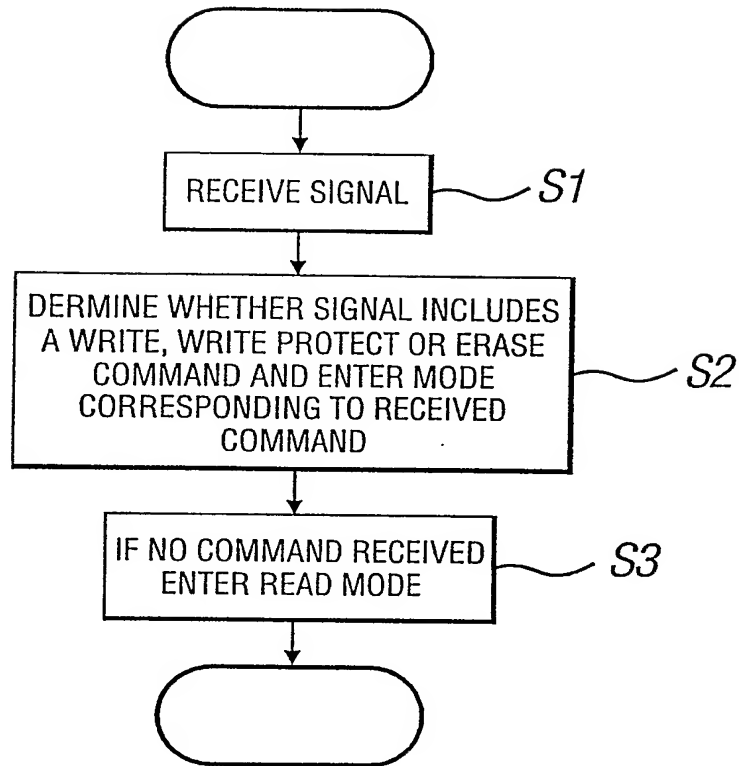 RECEIVE SIGNAL
S1
DERMINE WHETHER SIGNAL INCLUDES
A WRITE, WRITE PROTECT OR ERASE
COMMAND AND ENTER MODE
CORRESPONDING TO RECEIVED
COMMAND
S2
IF NO COMMAND RECEIVED
ENTER READ MODE
S3